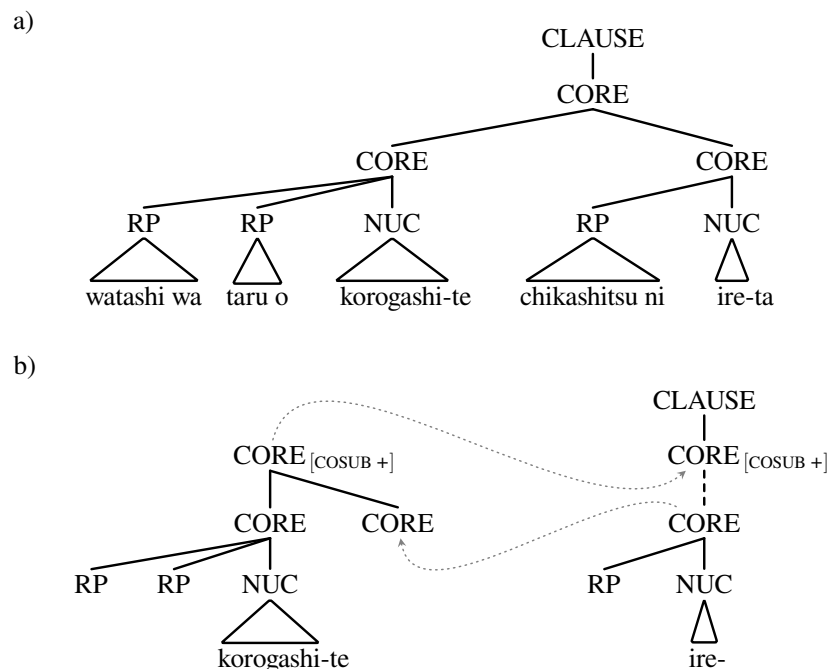 a)
CLAUSE
CORE
CORE CORE
RP RP NUC RP NUC
watashi wa taru o korogashi-te chikashitsu ni ire-ta
b)
CLAUSE
CORE[COSUB +] CORE[COSUB +]
CORE CORE CORE
RP RP NUC RP NUC
korogashi-te ire-